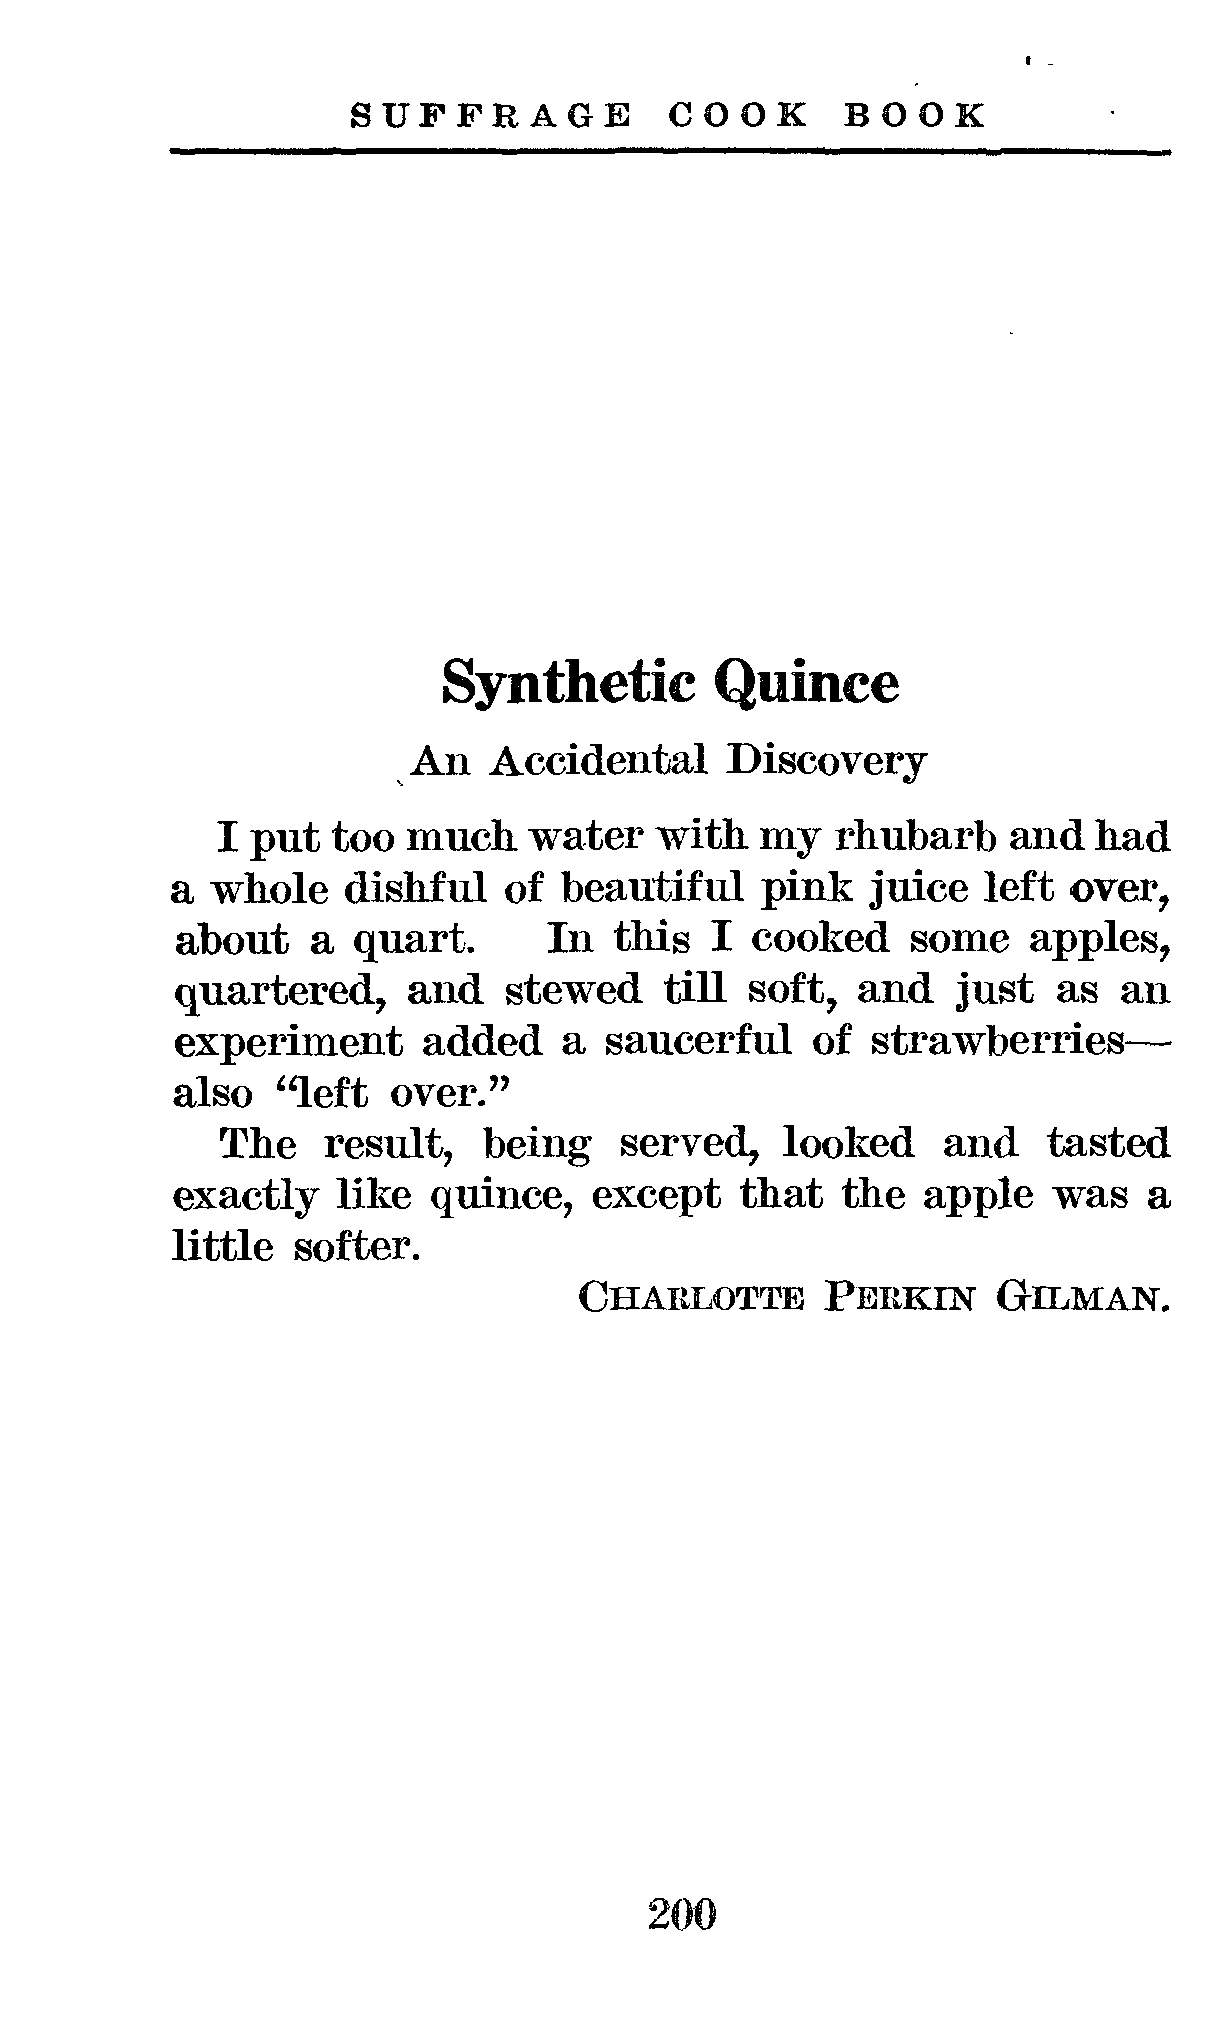 SUFFRAGE COOK BOOK
Synthetic Quince
An Accidental Discovery
I put too much water with my rhubarb and had
a whole dishful of beautiful pink juice left over,
about a quart. In this I cooked some apples,
quartered, and stewed till soft, and just as an
experiment added a saucerful of strawberries—
also "left over."
The result, being served, looked and tasted
exactly like quince, except that the apple was a
little softer.
CHARLOTTE PERKIN GILMAN.
200